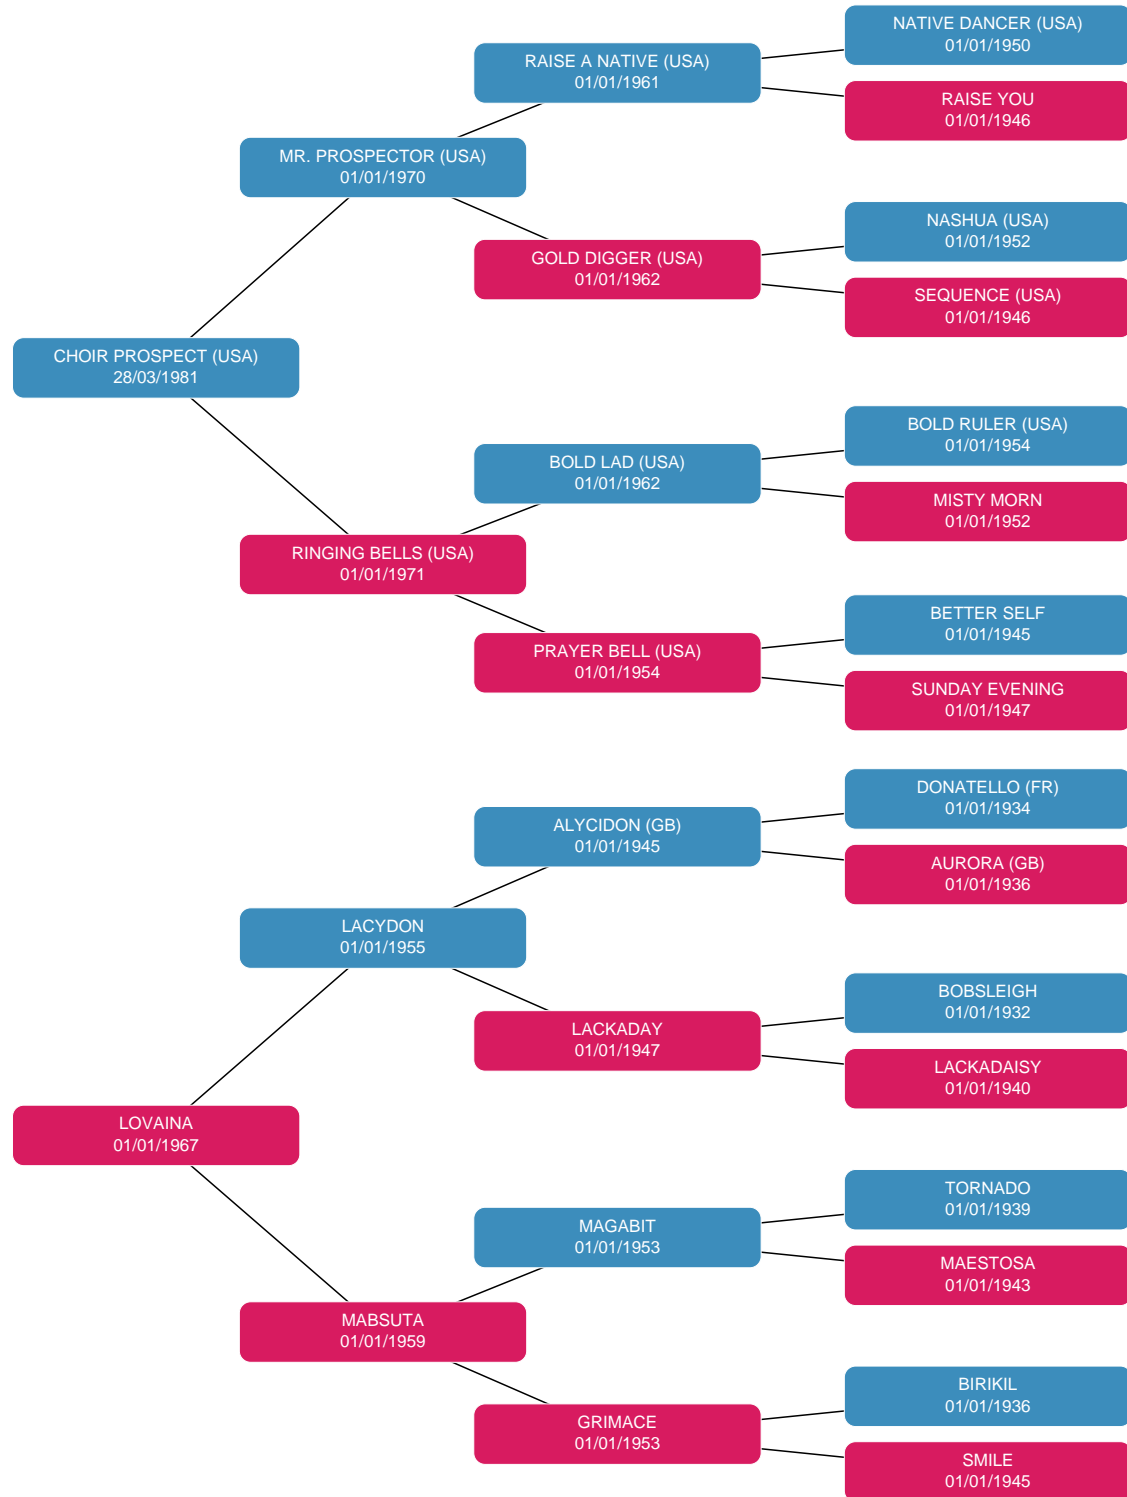 NATIVE DANCER (USA)
01/01/1950
RAISE A NATIVE (USA)
01/01/1961
RAISE YOU
01/01/1946
MR. PROSPECTOR (USA)
01/01/1970
NASHUA (USA)
01/01/1952
GOLD DIGGER (USA)
01/01/1962
SEQUENCE (USA)
01/01/1946
CHOIR PROSPECT (USA)
28/03/1981
BOLD RULER (USA)
01/01/1954
BOLD LAD (USA)
01/01/1962
MISTY MORN
01/01/1952
RINGING BELLS (USA)
01/01/1971
BETTER SELF
01/01/1945
PRAYER BELL (USA)
01/01/1954
SUNDAY EVENING
01/01/1947
DONATELLO (FR)
01/01/1934
ALYCIDON (GB)
01/01/1945
AURORA (GB)
01/01/1936
LACYDON
01/01/1955
BOBSLEIGH
01/01/1932
LACKADAY
01/01/1947
LACKADAISY
01/01/1940
LOVAINA
01/01/1967
TORNADO
01/01/1939
MAGABIT
01/01/1953
MAESTOSA
01/01/1943
MABSUTA
01/01/1959
BIRIKIL
01/01/1936
GRIMACE
01/01/1953
SMILE
01/01/1945